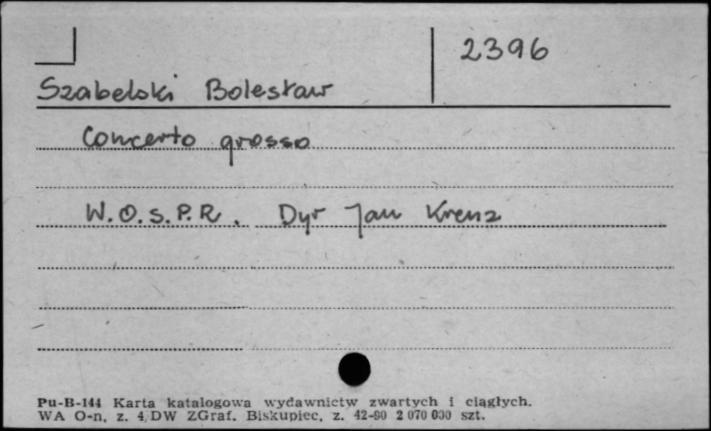 2396
Szabelski Bolesław
Concerto grosso
W.O.S.P.R. Dyr Jan Krenz
Pu-B-144 Karta katalogowa wydawnictw zwartych i ciągłych.
WA O-n, z. 4 DW ZGraf. Biskupiec, z. 42-80 2 070 000 szt.